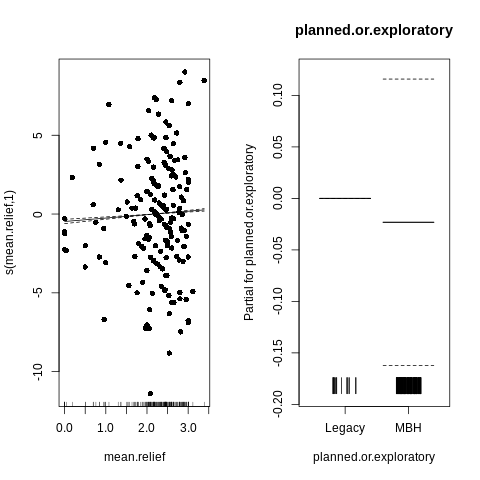 planned.or.exploratory
s(mean.relief,1)
5
0
-5
-10
0.0
1.0
2.0
3.0
mean.relief
Partial for planned.or.exploratory
0.10
0.05
0.00
-0.05
-0.10
-0.15
-0.20
Legacy
MBH
planned.or.exploratory